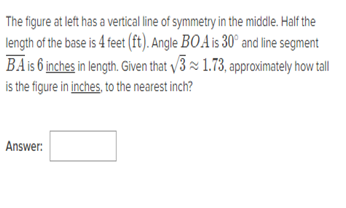 The figure at left has a vertical line of symmetry in the middle. Half the
length of the base is 4 feet (ft). Angle BOA is 30° and line segment
B̅A̅ is 6 inches in length. Given that √3 ≈ 1.73, approximately how tall
is the figure in inches, to the nearest inch?
Answer: